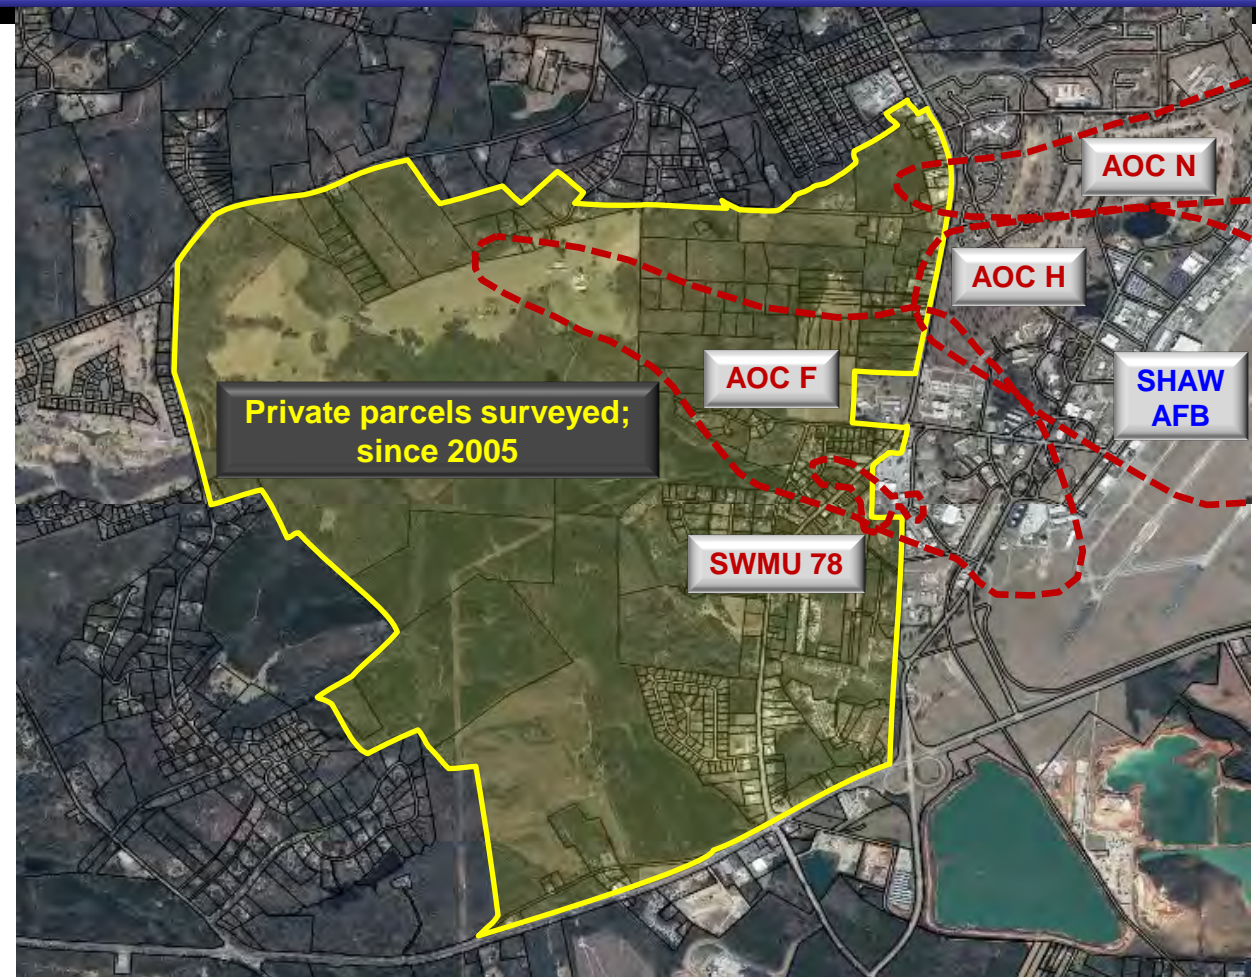 AOC N
AOC H
SHAW
AFB
AOC F
Private parcels surveyed;
since 2005
SWMU 78